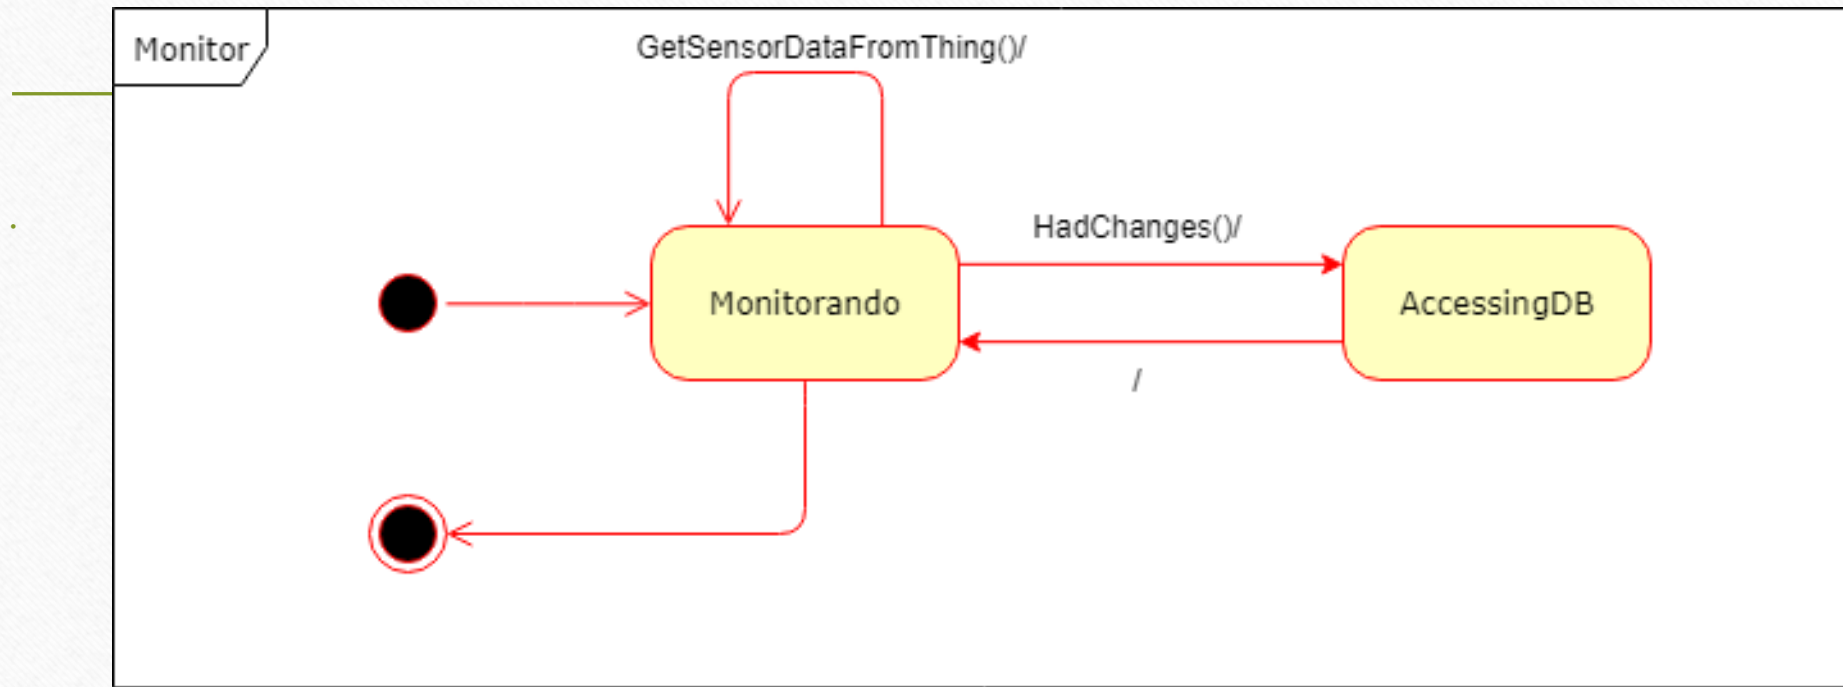 Monitor
GetSensorDataFromThing()/
HadChanges()/
Monitorando
AccessingDB
/